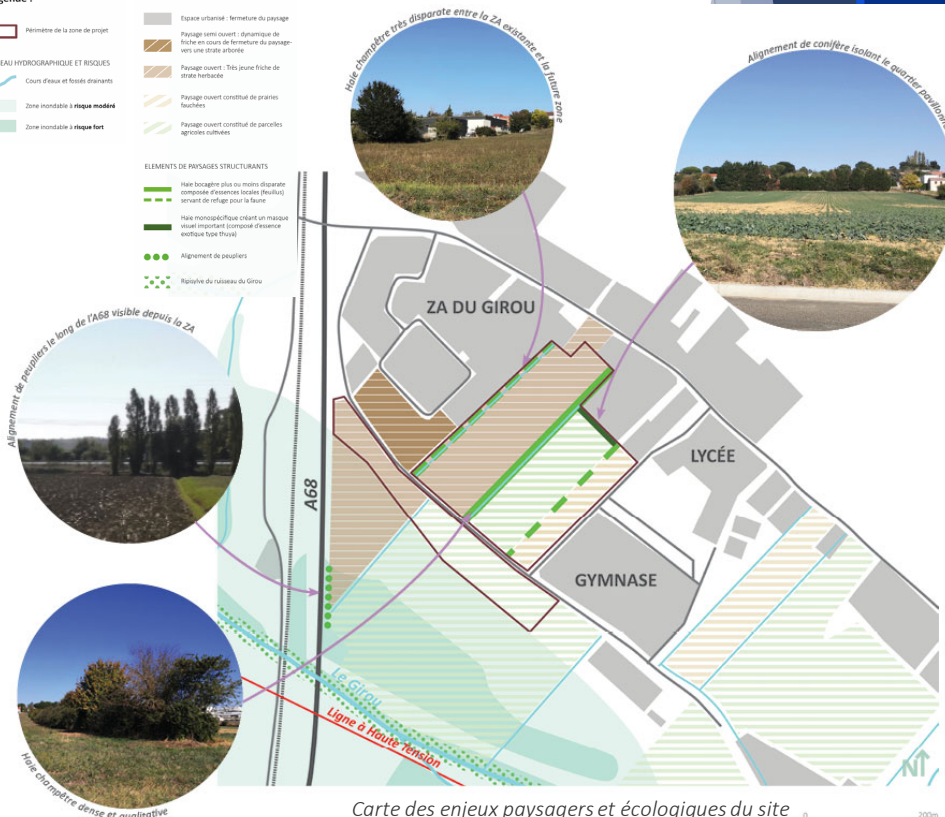 Légende :
Périmètre de la zone de projet
EAU HYDROGRAPHIQUE ET RISQUES
Cours d'eaux et fossés drainants
Zone inondable à risque modéré
Zone inondable à risque fort
Espace urbanisé : fermeture du paysage
Paysage semi ouvert : dynamique de
friche en cours de fermeture du paysage-
vers une strate arborée
Paysage ouvert : Très jeune friche de
strate herbacée
Paysage ouvert constitué de prairies
fauchées
Paysage ouvert constitué de parcelles
agricoles cultivées
ELEMENTS DE PAYSAGES STRUCTURANTS
Haie bocagère plus ou moins disparate
composée d'essences locales (feuillus)
servant de refuge pour la faune
Haie monospécifique créant un masque
visuel important (composé d'essence
exotique type thuya)
Alignement de peupliers
Ripisylve du ruisseau du Girou
Haie champêtre très disparate entre la ZA existante et la future zone
Alignement de conifère isolant le quartier pavillonn
Alignement de peupliers le long de l'A68 visible depuis la ZA
Haie champêtre dense et qualitative
ZA DU GIROU
LYCÉE
A68
GYMNASE
Le Girou
Ligne à Haute Tension
N
Carte des enjeux paysagers et écologiques du site
0 200m